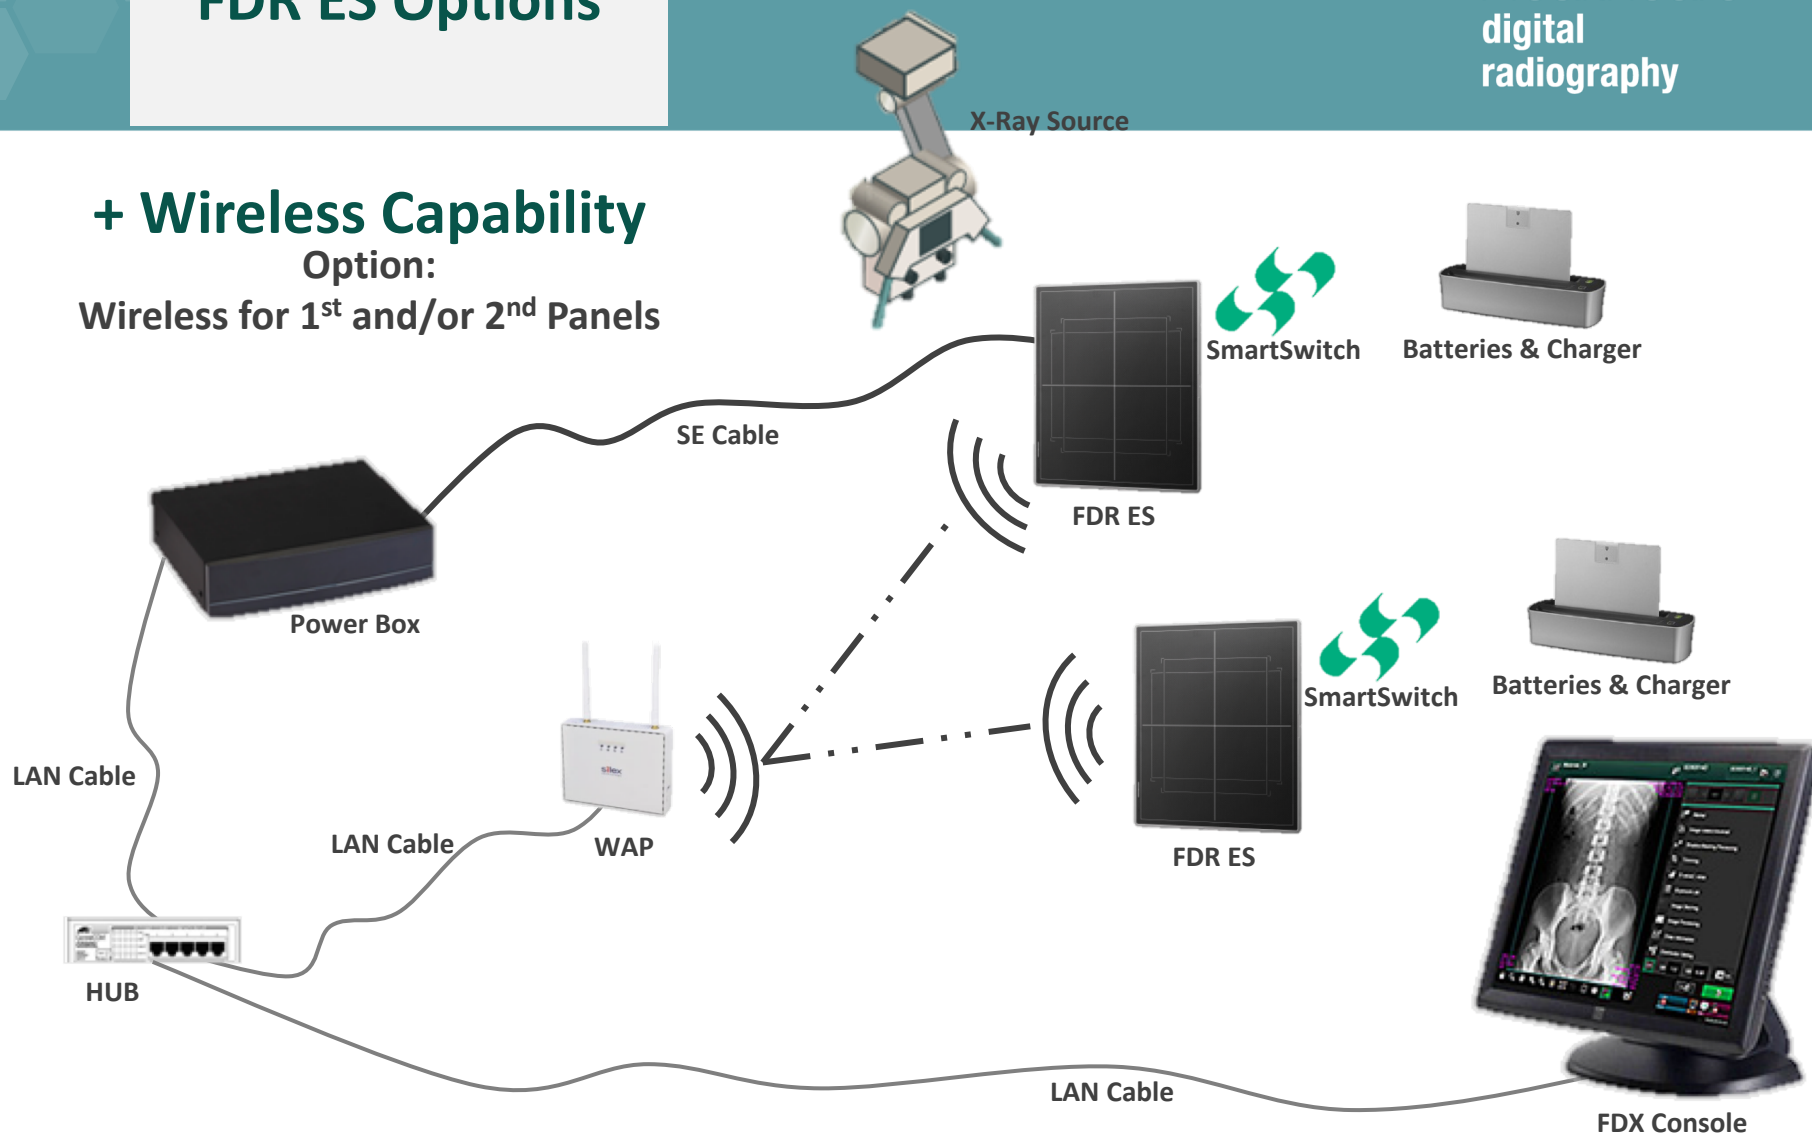 FDR ES Options
digital
radiography
X-Ray Source
+ Wireless Capability
Option:
Wireless for 1st and/or 2nd Panels
SmartSwitch
Batteries & Charger
SE Cable
FDR ES
Power Box
SmartSwitch
Batteries & Charger
silex
LAN Cable
LAN Cable
WAP
FDR ES
HUB
LAN Cable
FDX Console